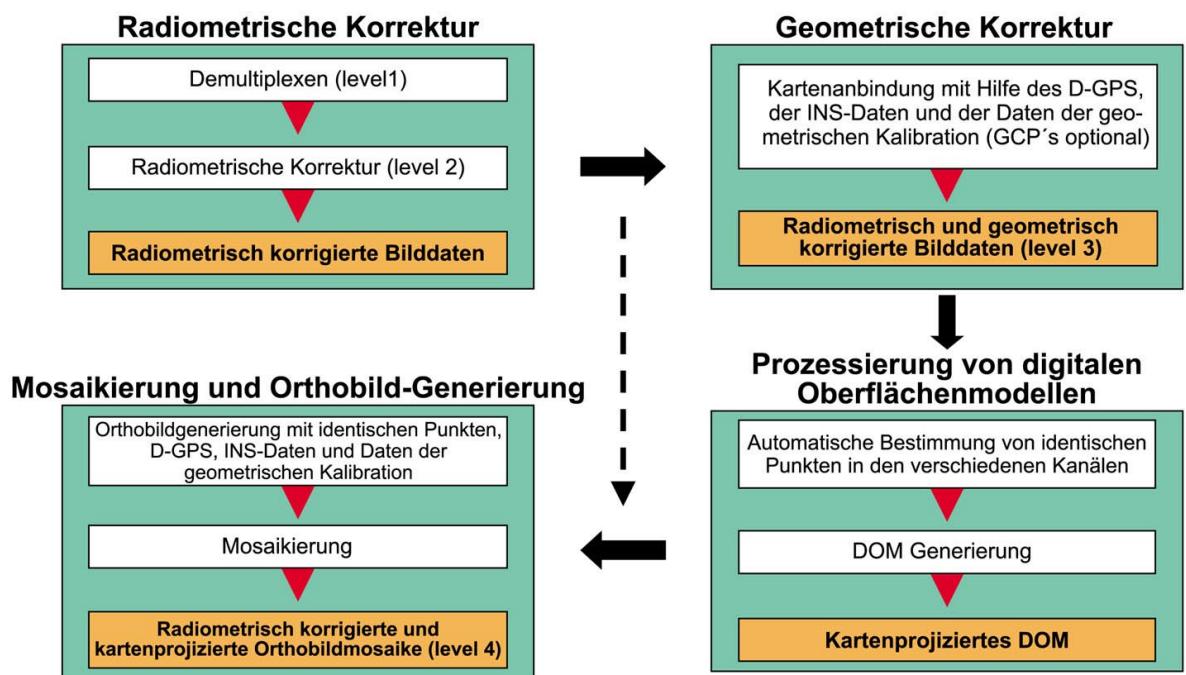 Radiometrische Korrektur
Demultiplexen (level1)
Radiometrische Korrektur (level 2)
Radiometrisch korrigierte Bilddaten
Geometrische Korrektur
Kartenanbindung mit Hilfe des D-GPS,
der INS-Daten und der Daten der geo-
metrischen Kalibration (GCP´s optional)
Radiometrisch und geometrisch
korrigierte Bilddaten (level 3)
Prozessierung von digitalen
Oberflächenmodellen
Automatische Bestimmung von identischen
Punkten in den verschiedenen Kanälen
DOM Generierung
Kartenprojiziertes DOM
Mosaikierung und Orthobild-Generierung
Orthobildgenerierung mit identischen Punkten,
D-GPS, INS-Daten und Daten der
geometrischen Kalibration
Mosaikierung
Radiometrisch korrigierte und
kartenprojizierte Orthobildmosaike (level 4)